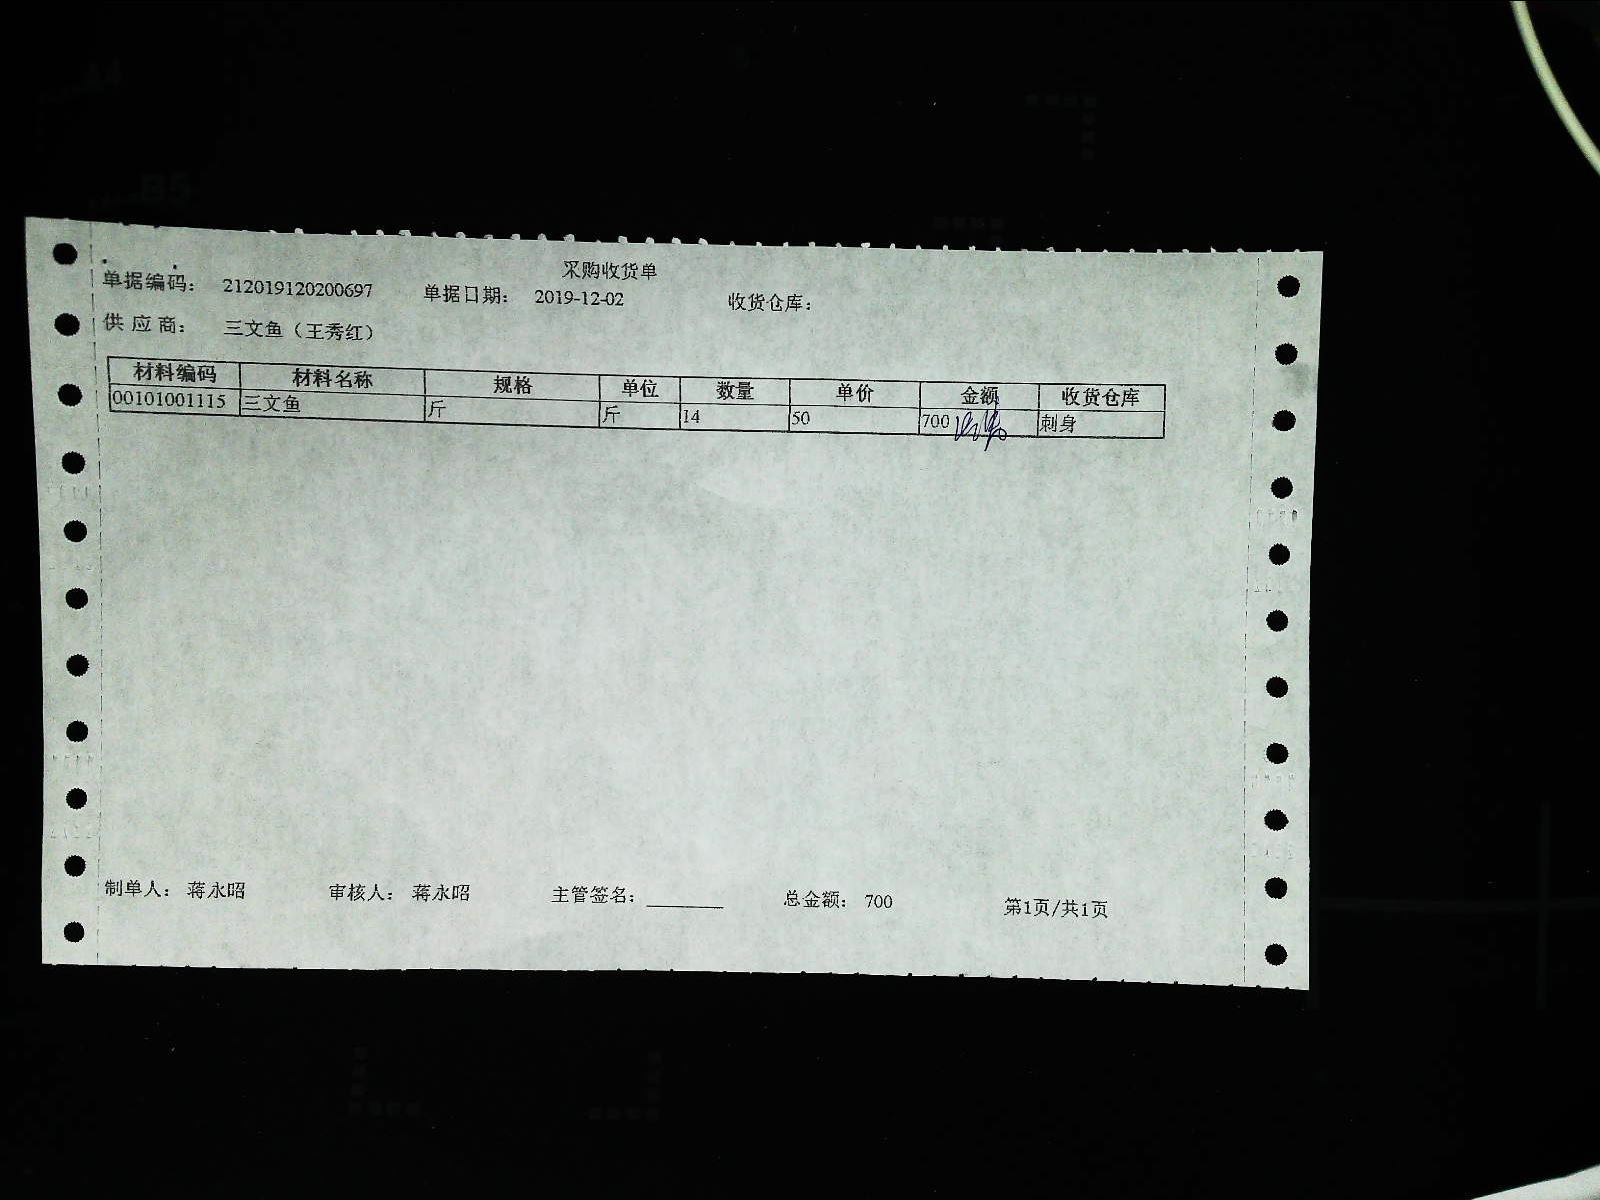 采购收货单
单据编码： 212019120200697 单据日期： 2019-12-02 收货仓库：
供 应 商： 三文鱼（王秀红）
材料编码 材料名称 规格 单位 数量 单价 金额 收货仓库
00101001115 三文鱼 斤 斤 14 50 700 刺身
制单人： 蒋永昭 审核人： 蒋永昭 主管签名：________ 总金额： 700 第1页/共1页